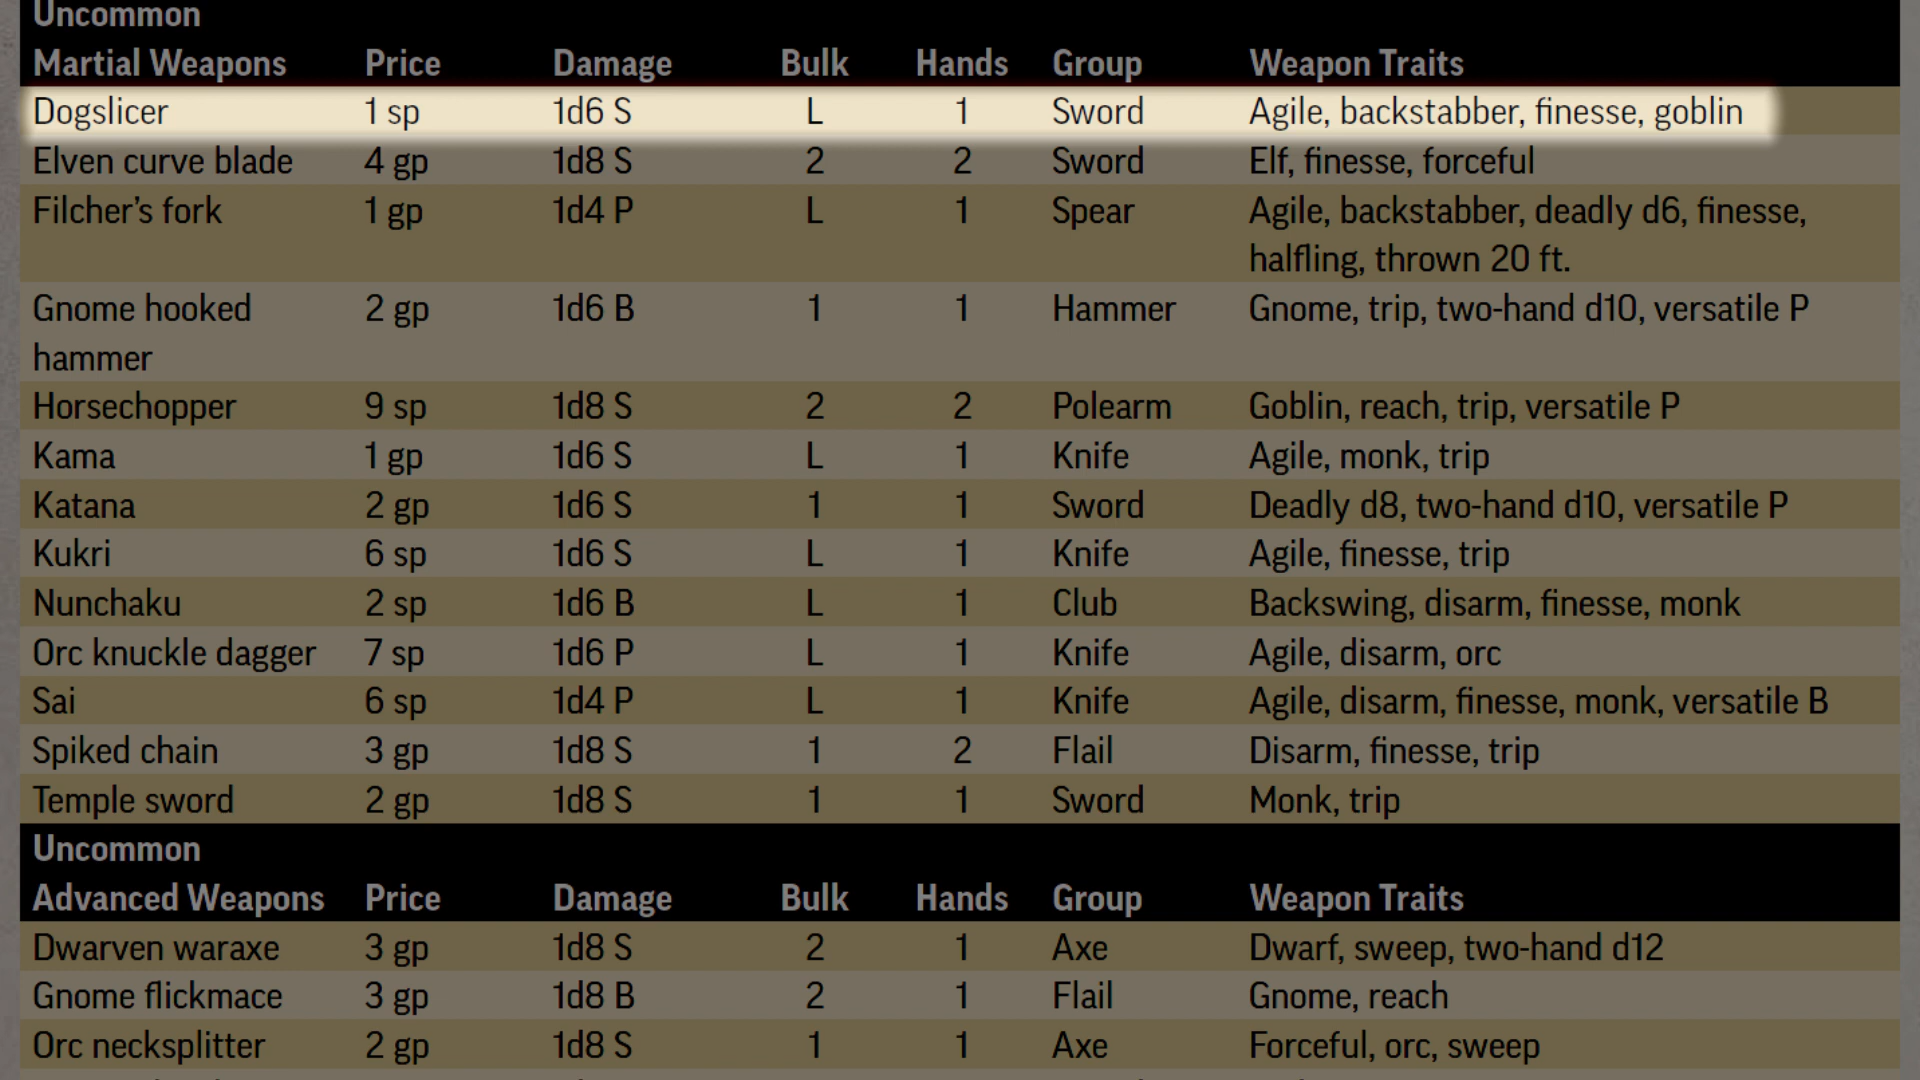 Uncommon
Martial Weapons Price Damage Bulk Hands Group Weapon Traits
Dogslicer 1 sp 1d6 S L 1 Sword Agile, backstabber, finesse, goblin
Elven curve blade 4 gp 1d8 S 2 2 Sword Elf, finesse, forceful
Filcher’s fork 1 gp 1d4 P L 1 Spear Agile, backstabber, deadly d6, finesse,
halfling, thrown 20 ft.
Gnome hooked 2 gp 1d6 B 1 1 Hammer Gnome, trip, two-hand d10, versatile P
hammer
Horsechopper 9 sp 1d8 S 2 2 Polearm Goblin, reach, trip, versatile P
Kama 1 gp 1d6 S L 1 Knife Agile, monk, trip
Katana 2 gp 1d6 S 1 1 Sword Deadly d8, two-hand d10, versatile P
Kukri 6 sp 1d6 S L 1 Knife Agile, finesse, trip
Nunchaku 2 sp 1d6 B L 1 Club Backswing, disarm, finesse, monk
Orc knuckle dagger 7 sp 1d6 P L 1 Knife Agile, disarm, orc
Sai 6 sp 1d4 P L 1 Knife Agile, disarm, finesse, monk, versatile B
Spiked chain 3 gp 1d8 S 1 2 Flail Disarm, finesse, trip
Temple sword 2 gp 1d8 S 1 1 Sword Monk, trip
Uncommon
Advanced Weapons Price Damage Bulk Hands Group Weapon Traits
Dwarven waraxe 3 gp 1d8 S 2 1 Axe Dwarf, sweep, two-hand d12
Gnome flickmace 3 gp 1d8 B 2 1 Flail Gnome, reach
Orc necksplitter 2 gp 1d8 S 1 1 Axe Forceful, orc, sweep